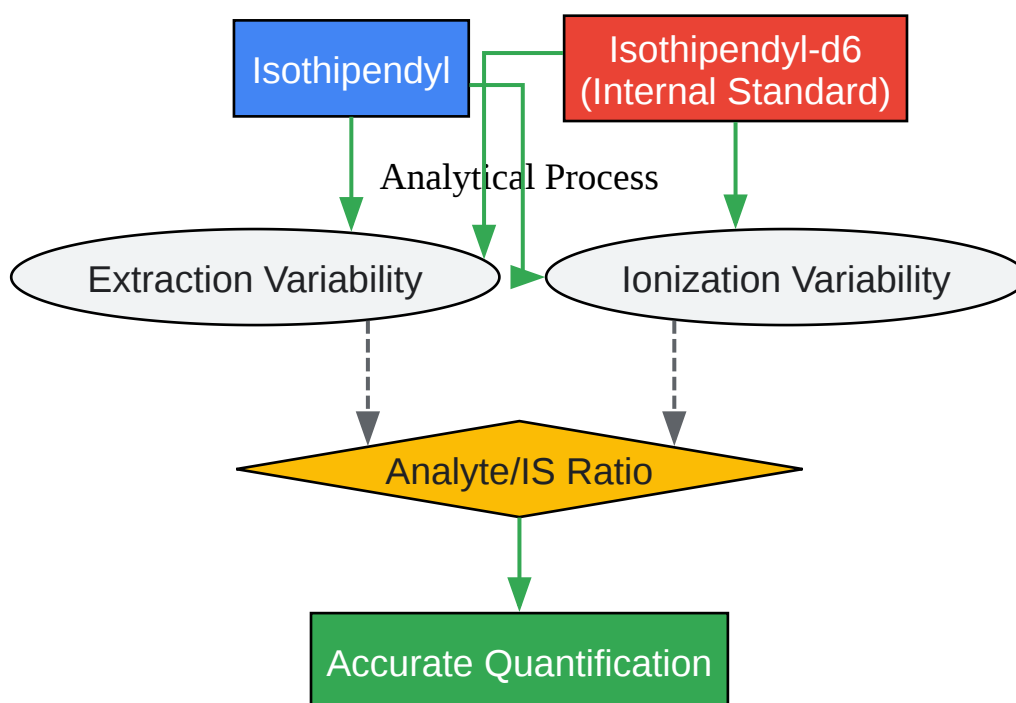 Isothipendyl
Isothipendyl-d6
(Internal Standard)
Analytical Process
Extraction Variability
Ionization Variability
Analyte/IS Ratio
Accurate Quantification